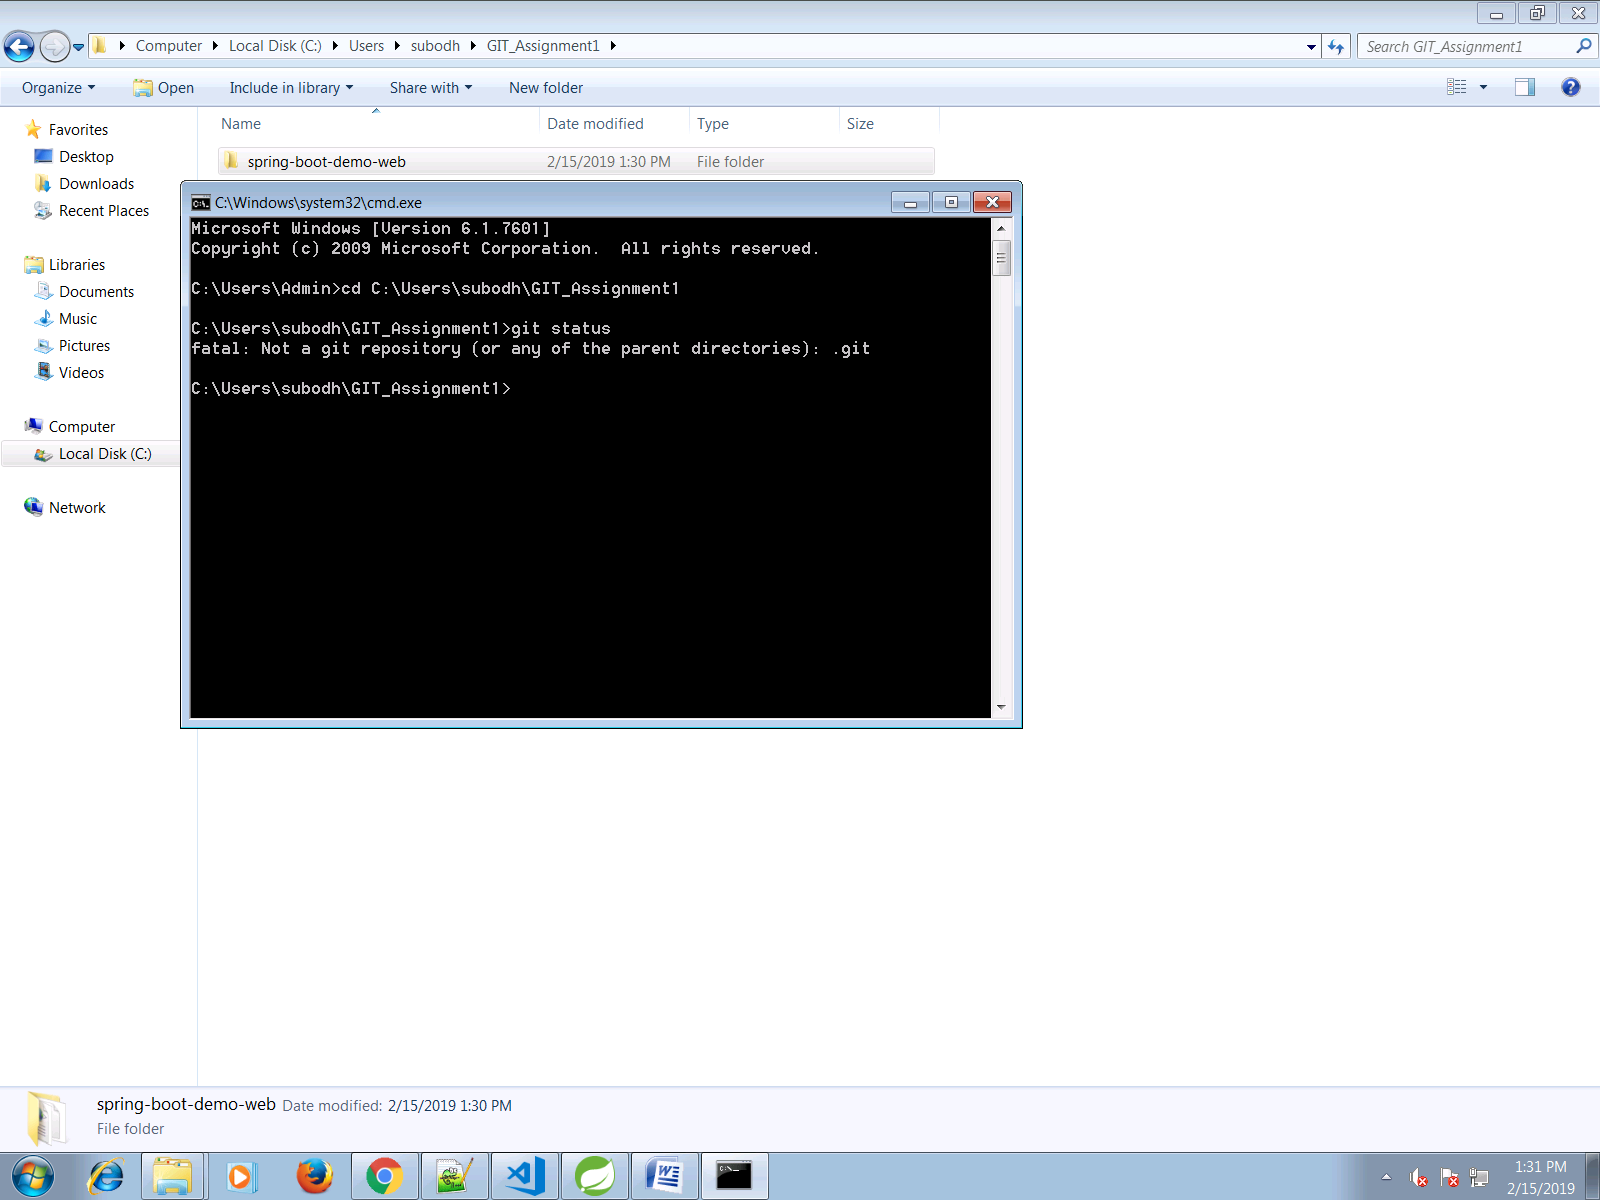 Computer Local Disk (C:) Users subodh GIT_Assignment1
Search GIT_Assignment1
Organize Open Include in library Share with New folder
Name Date modified Type Size
spring-boot-demo-web 2/15/2019 1:30 PM File folder
Favorites
Desktop
Downloads
Recent Places
Libraries
Documents
Music
Pictures
Videos
Computer
Local Disk (C:)
Network
C:\Windows\system32\cmd.exe
Microsoft Windows [Version 6.1.7601]
Copyright (c) 2009 Microsoft Corporation.  All rights reserved.
C:\Users\Admin>cd C:\Users\subodh\GIT_Assignment1
C:\Users\subodh\GIT_Assignment1>git status
fatal: Not a git repository (or any of the parent directories): .git
C:\Users\subodh\GIT_Assignment1>
spring-boot-demo-web Date modified: 2/15/2019 1:30 PM
File folder
1:31 PM
2/15/2019